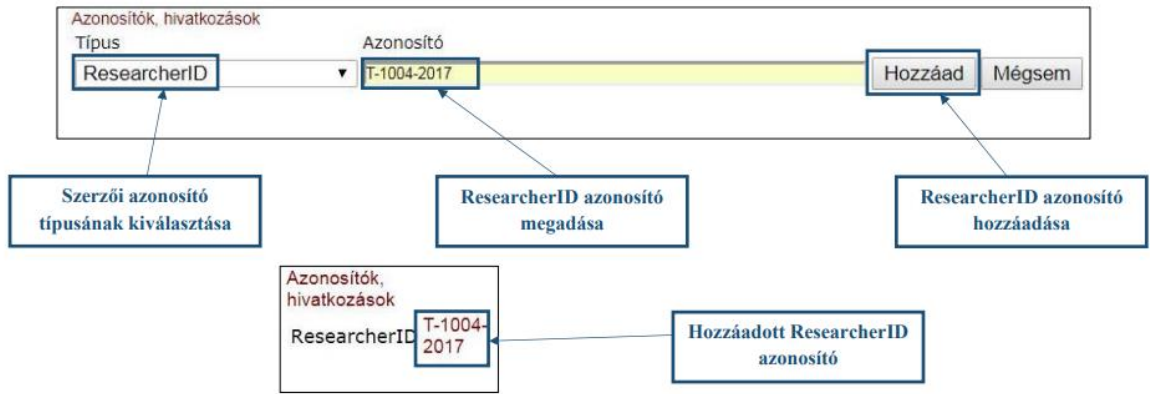 Azonosítók, hivatkozások
Típus Azonosító
ResearcherID T-1004-2017 Hozzáad Mégsem
Szerzői azonosító
típusának kiválasztása
ResearcherID azonosító
megadása
ResearcherID azonosító
hozzáadása
Azonosítók,
hivatkozások
ResearcherID T-1004-
2017
Hozzáadott ResearcherID
azonosító